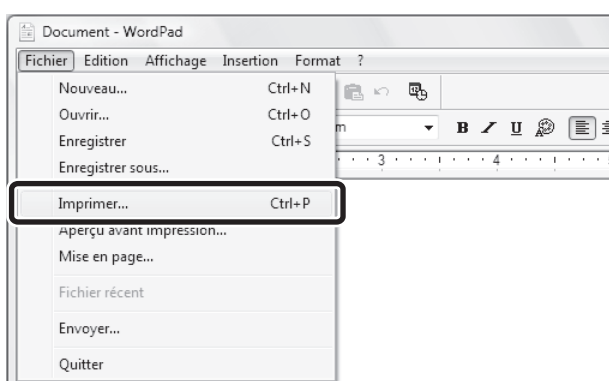 Document - WordPad
Fichier Edition Affichage Insertion Format ?
Nouveau... Ctrl+N
Ouvrir... Ctrl+O
Enregistrer Ctrl+S
Enregistrer sous...
3 4
Imprimer... Ctrl+P
Aperçu avant impression...
Mise en page...
Fichier récent
Envoyer...
Quitter